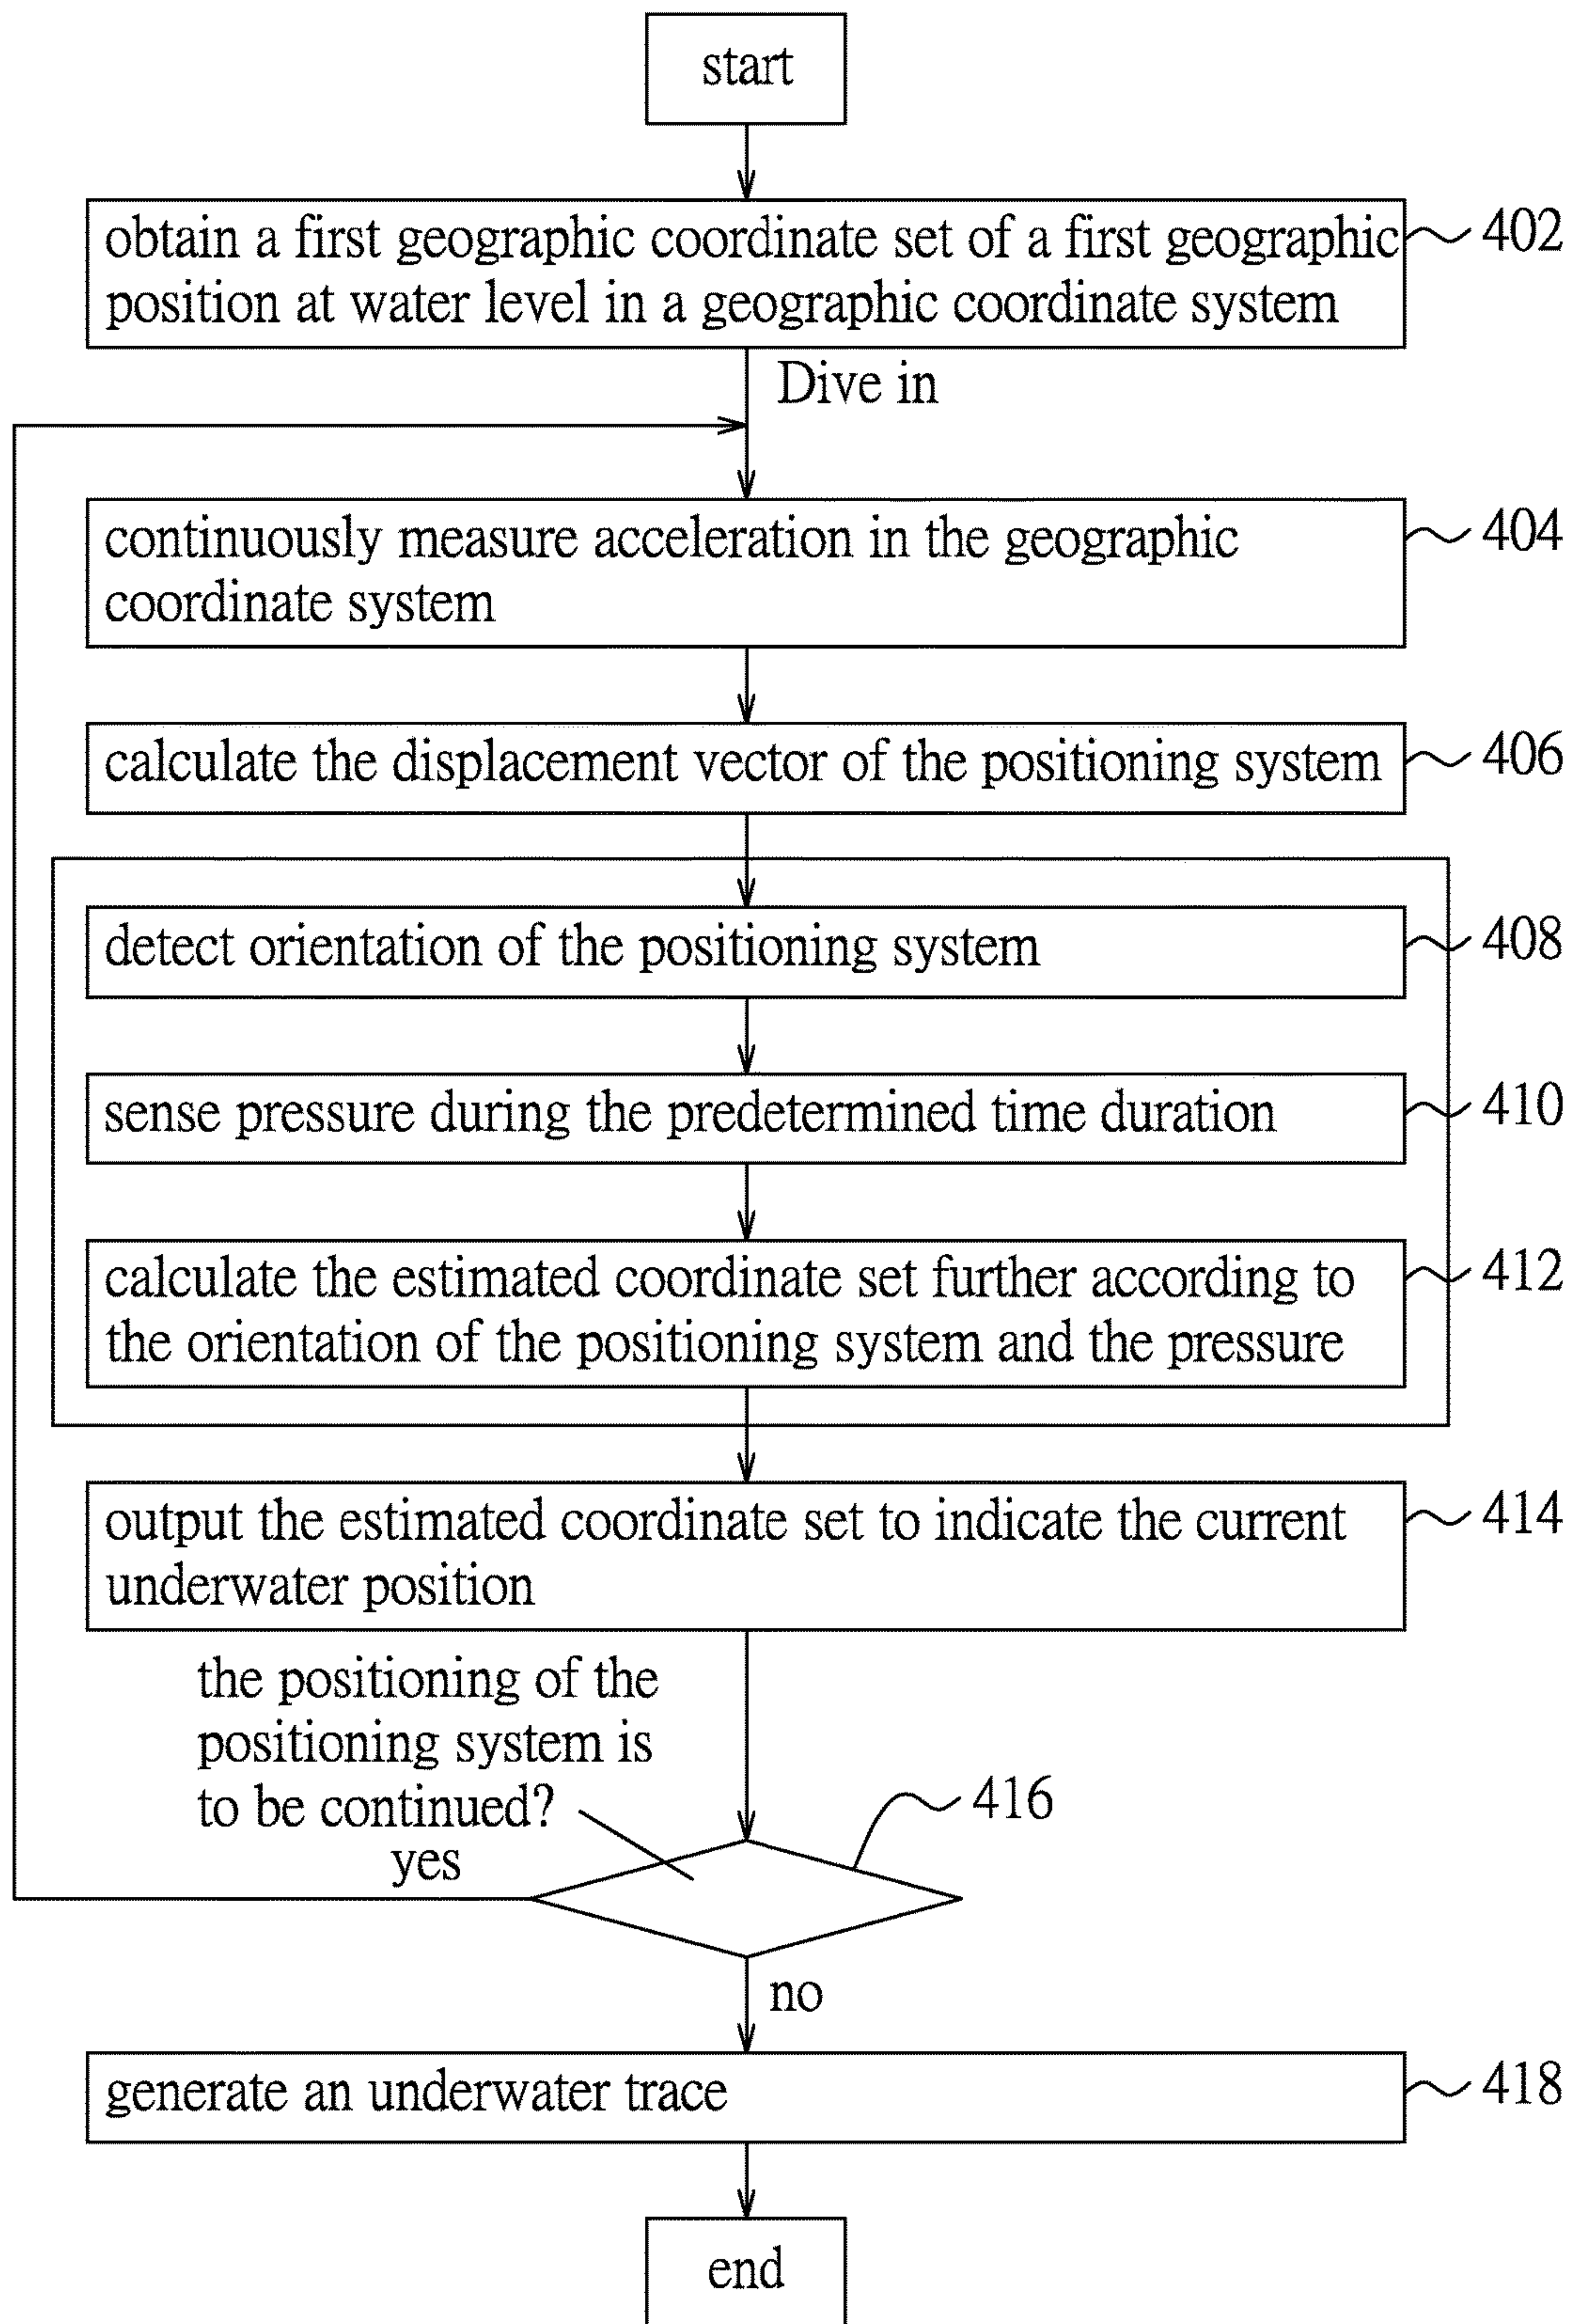 start
obtain a first geographic coordinate set of a first geographic
position at water level in a geographic coordinate system
402
Dive in
continuously measure acceleration in the geographic
coordinate system
404
calculate the displacement vector of the positioning system
406
detect orientation of the positioning system
408
sense pressure during the predetermined time duration
410
calculate the estimated coordinate set further according to
the orientation of the positioning system and the pressure
412
output the estimated coordinate set to indicate the current
underwater position
414
the positioning of the
positioning system is
to be continued?
416
yes
no
generate an underwater trace
418
end